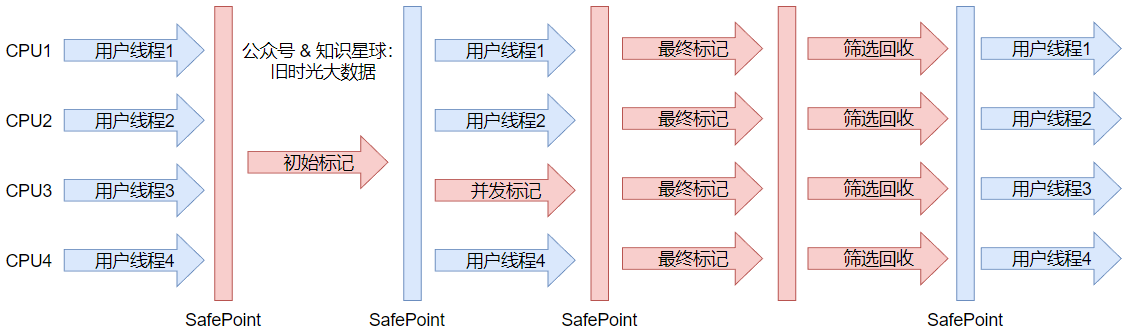 CPU1
用户线程1
公众号 & 知识星球：
旧时光大数据
用户线程1
最终标记
筛选回收
用户线程1
CPU2
用户线程2
用户线程2
最终标记
筛选回收
用户线程2
初始标记
CPU3
用户线程3
并发标记
最终标记
筛选回收
用户线程3
CPU4
用户线程4
用户线程4
最终标记
筛选回收
用户线程4
SafePoint
SafePoint
SafePoint
SafePoint